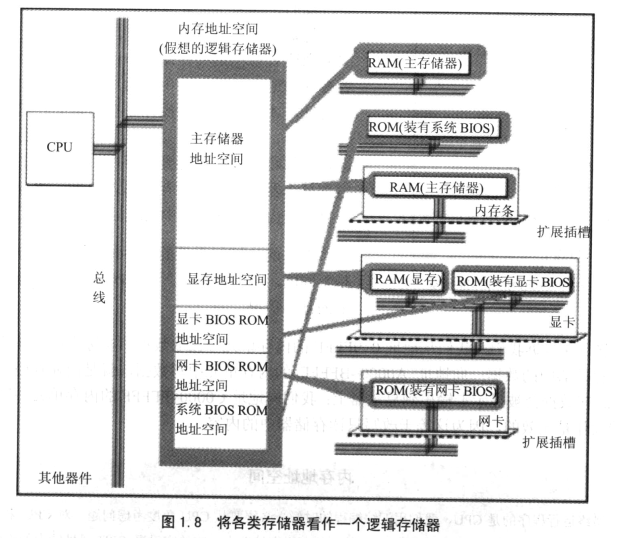 内存地址空间
(假想的逻辑存储器)
RAM(主存储器)
CPU
主存储器
地址空间
ROM(装有系统 BIOS)
RAM(主存储器)
内存条
扩展插槽
总
线
显存地址空间
RAM(显存)
ROM(装有显卡 BIOS)
显卡
显卡 BIOS ROM
地址空间
网卡 BIOS ROM
地址空间
ROM(装有网卡 BIOS)
网卡
系统 BIOS ROM
地址空间
扩展插槽
其他器件
图 1.8 将各类存储器看作一个逻辑存储器